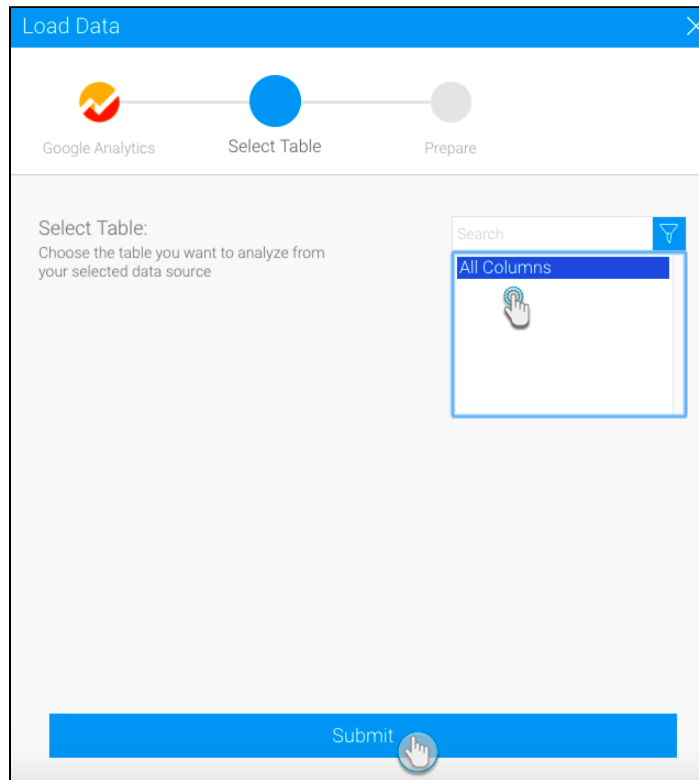 Load Data
Google Analytics
Select Table
Prepare
Select Table:
Choose the table you want to analyze from
your selected data source
Search
All Columns
Submit